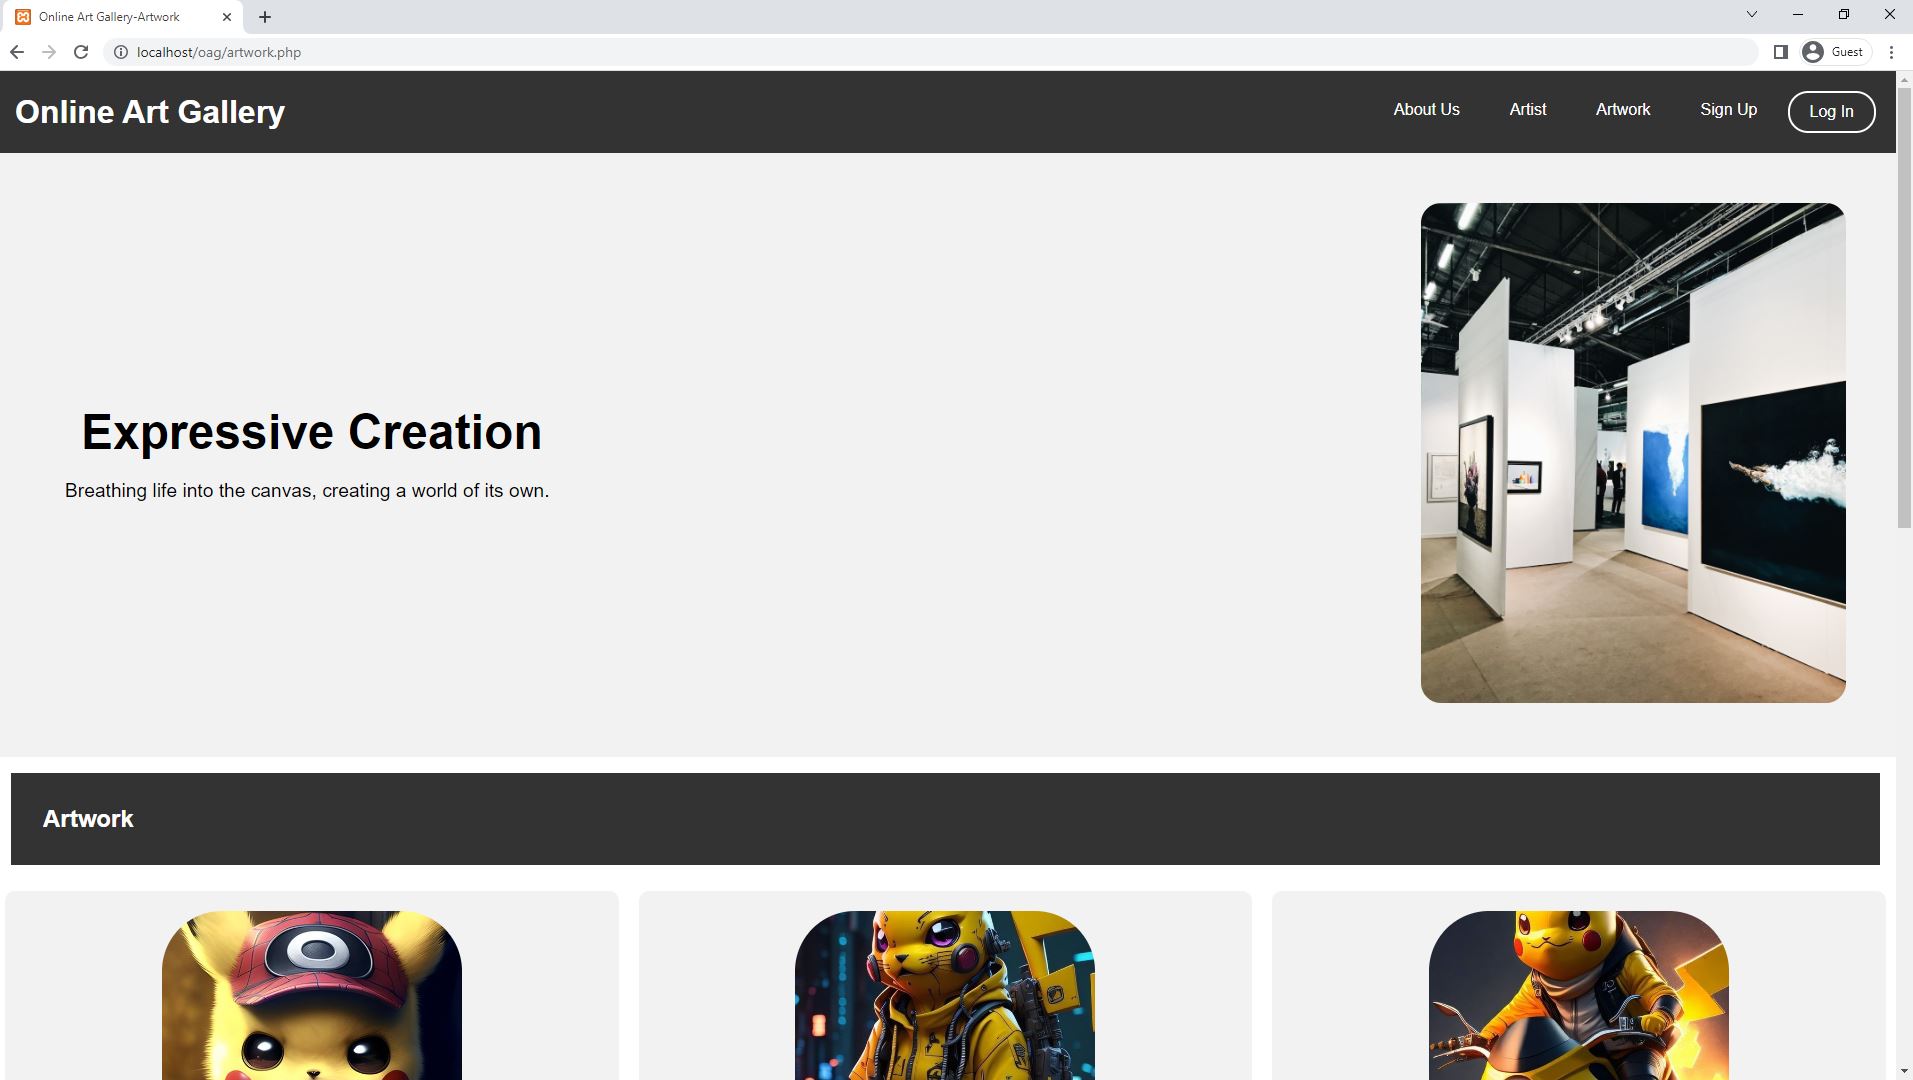 Online Art Gallery-Artwork
localhost/oag/artwork.php
Guest
Online Art Gallery
About Us
Artist
Artwork
Sign Up
Log In
Expressive Creation
Breathing life into the canvas, creating a world of its own.
Artwork